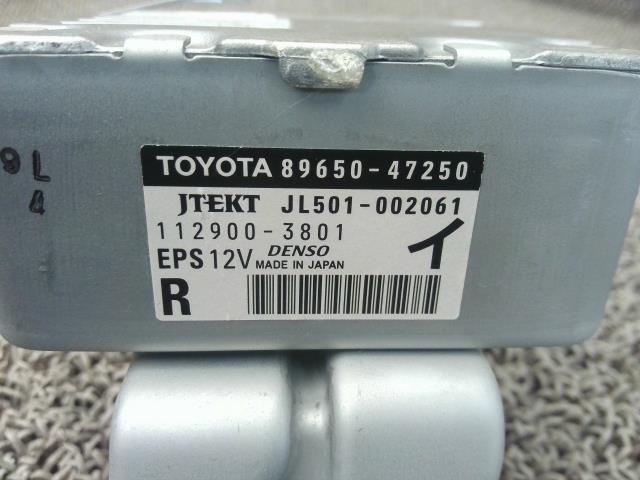 9L
4
TOYOTA 89650-47250
JTEKT JL501-002061
112900-3801
EPS 12V DENSO MADE IN JAPAN
イ
R